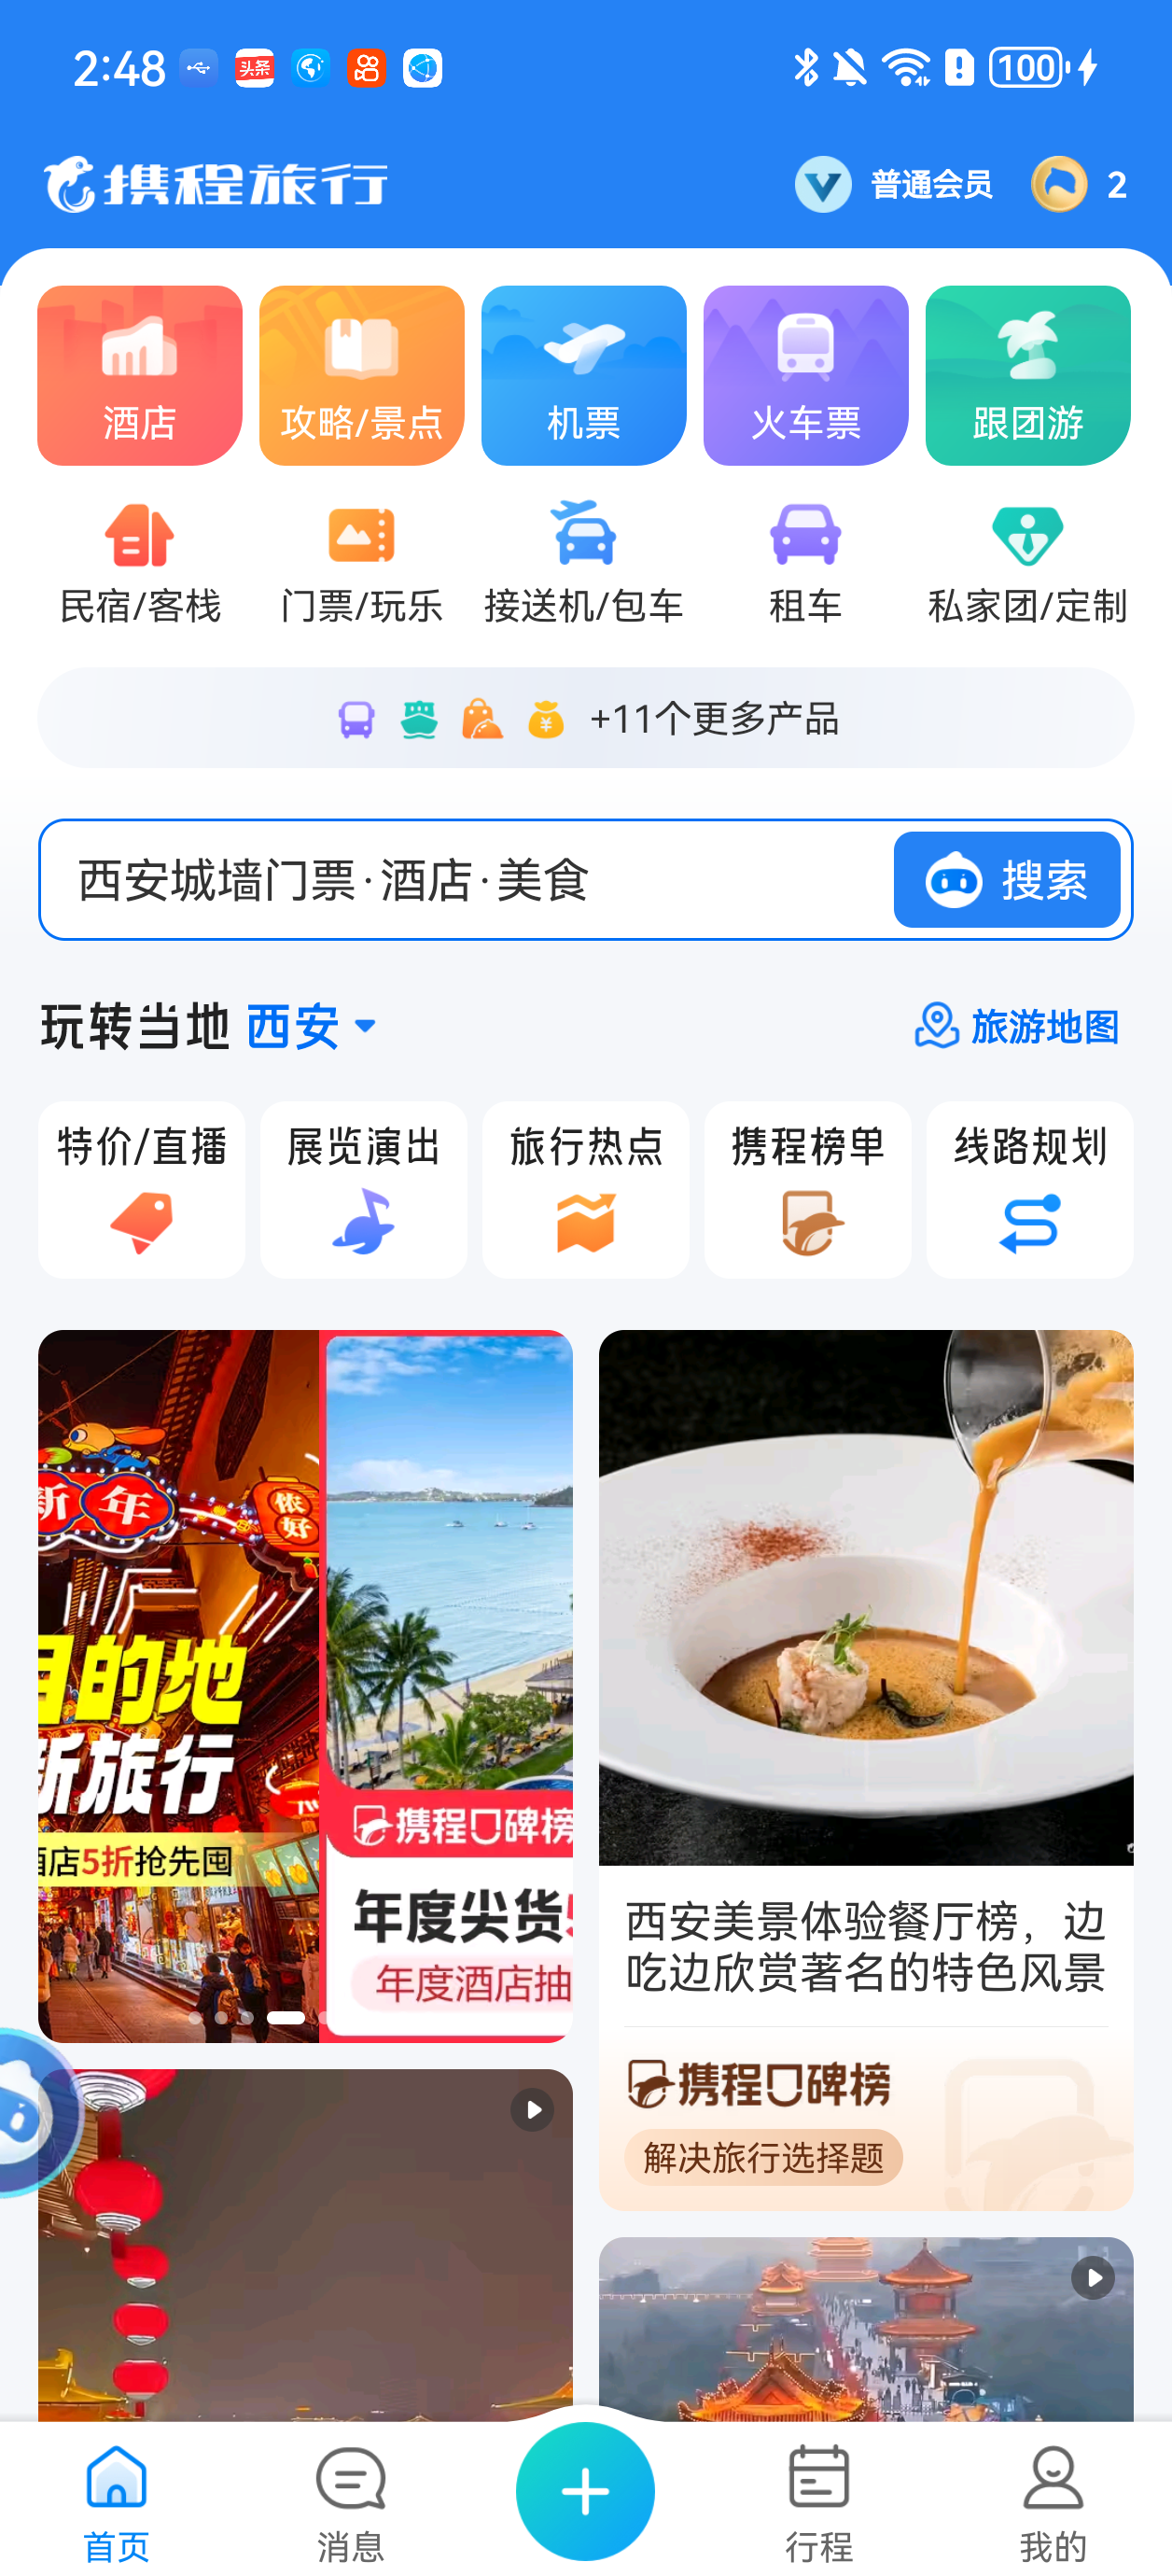 2:48
头条
100
携程旅行
普通会员
2
酒店
攻略/景点
机票
火车票
跟团游
民宿/客栈
门票/玩乐
接送机/包车
租车
私家团/定制
+11个更多产品
西安城墙门票·酒店·美食
搜索
玩转当地 西安
旅游地图
特价/直播
展览演出
旅行热点
携程榜单
线路规划
新年
侬好
目的地
新旅行
酒店5折抢先囤
携程口碑榜
年度尖货
年度酒店抽
西安美景体验餐厅榜，边
吃边欣赏著名的特色风景
携程口碑榜
解决旅行选择题
首页
消息
行程
我的